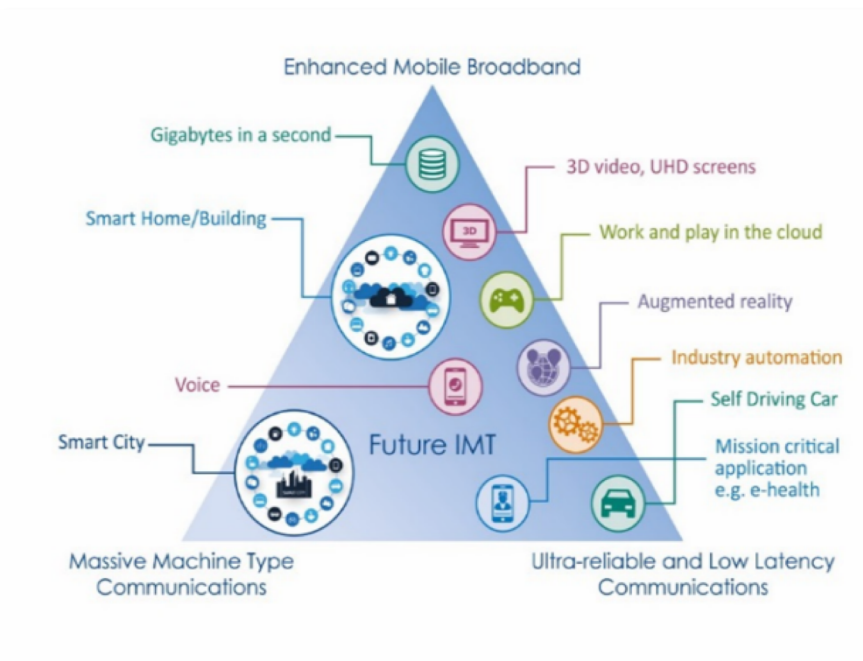 Enhanced Mobile Broadband
Gigabytes in a second
3D video, UHD screens
Smart Home/Building
3D
Work and play in the cloud
Augmented reality
Industry automation
Voice
Self Driving Car
Smart City
Future IMT
Mission critical
application
e.g. e-health
Massive Machine Type
Communications
Ultra-reliable and Low Latency
Communications